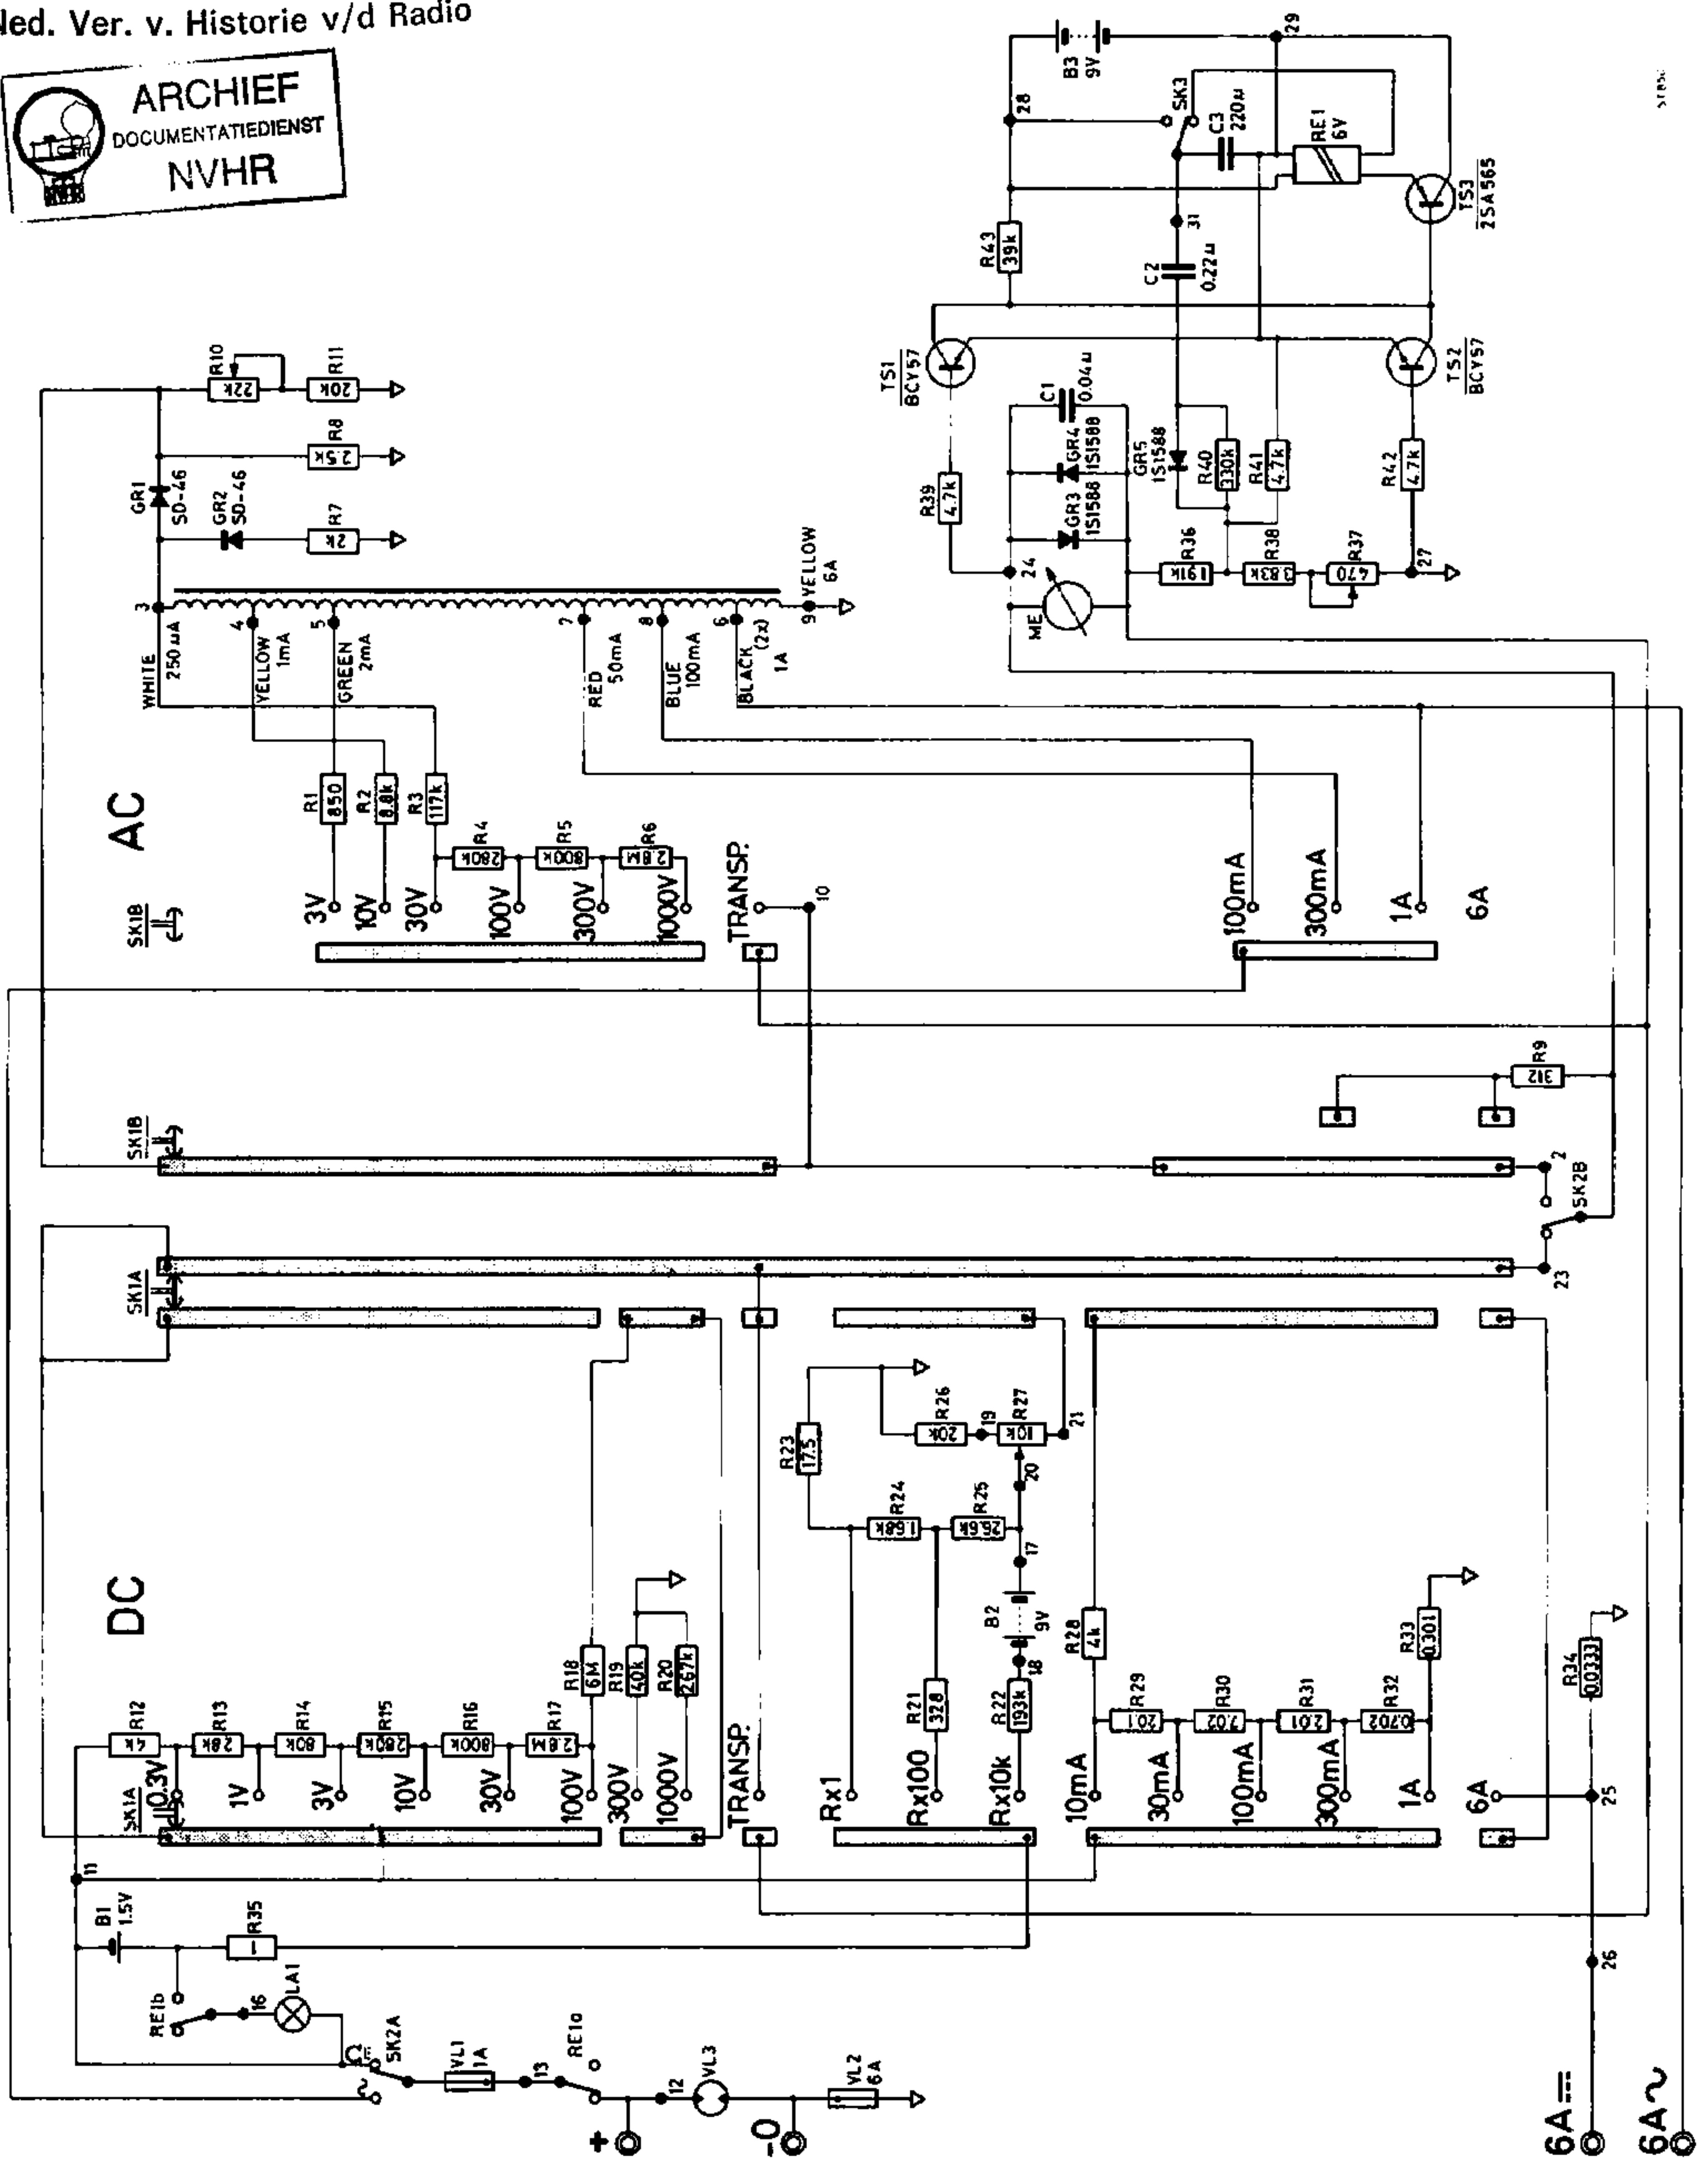 Ned. Ver. v. Historie v/d Radio
ARCHIEF
DOCUMENTATIEDIENST
NVHR
AC
SK1B
3V
10V
30V
100V
300V
1000V
TRANSP.
10
100mA
300mA
1A
6A
R1
850
R2
8.8k
R3
117k
R4
280k
R5
800k
R6
2.8M
WHITE
250µA
3
YELLOW
1mA
4
GREEN
2mA
5
RED
50mA
7
BLUE
100mA
8
BLACK
(2x)
1A
6
9
YELLOW
6A
GR1
SD-46
GR2
SD-46
R7
2k
R8
2.5k
R10
22k
R11
20k
B3
9V
28
29
SK3
C3
220µ
RE1
6V
TS3
2SA565
R43
39k
31
C2
0.22µ
TS1
BCY57
TS2
BCY57
R39
4.7k
C1
0.04µ
GR4
1S1588
GR3
1S1588
GR5
1S1588
R40
330k
R41
4.7k
R42
4.7k
24
ME
R36
1.91k
R38
3.83k
R37
470
27
SK1B
R9
312
2
SK2B
23
SK1A
DC
SK1A
R12
4k
R13
28k
R14
80k
R15
280k
R16
800k
R17
2.8M
R18
6M
R19
40k
R20
2.67k
0.3V
1V
3V
10V
30V
100V
300V
1000V
TRANSP.
Rx1
Rx100
Rx10k
R23
17.5
R24
1.68k
R25
26.6k
R26
20k
19
R27
10k
20
21
17
B2
9V
18
R21
328
R22
193k
R28
4k
R29
20.1
R30
7.02
R31
2.01
R32
0.702
R33
0.301
R34
0.0333
10mA
30mA
100mA
300mA
1A
6A
25
26
11
B1
1.5V
R35
1
RE1b
16
LA1
Ω
SK2A
~
VL1
1A
13
RE1a
12
VL3
VL2
6A
+
-0
6A
6A~